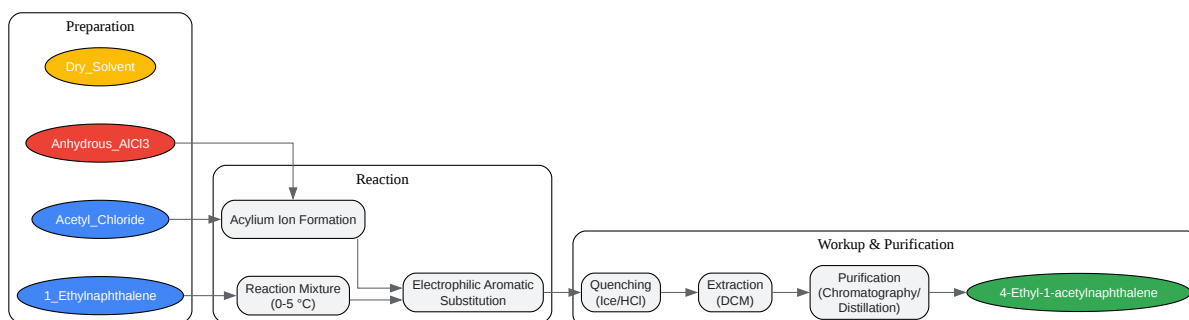 Preparation
Dry_Solvent
Anhydrous_AlCl3
Acetyl_Chloride
1_Ethylnaphthalene
Reaction
Acylium Ion Formation
Reaction Mixture
(0-5 °C)
Electrophilic Aromatic
Substitution
Workup & Purification
Quenching
(Ice/HCl)
Extraction
(DCM)
Purification
(Chromatography/
Distillation)
4-Ethyl-1-acetylnaphthalene